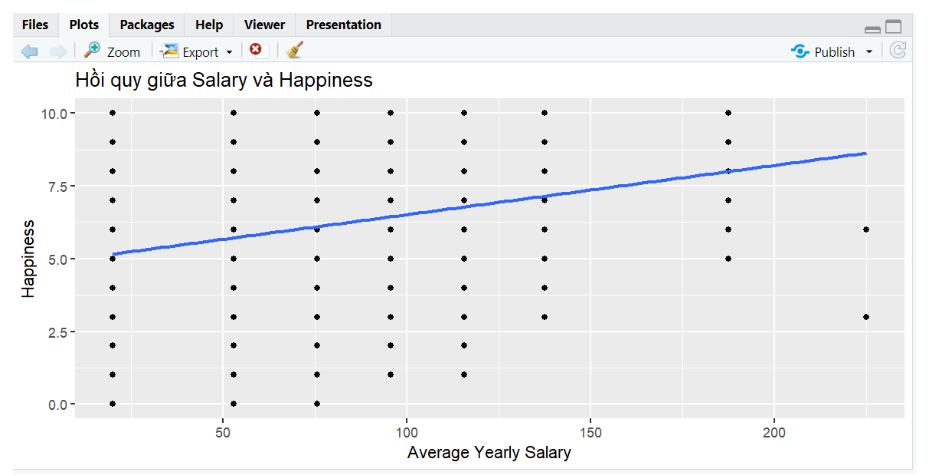 Files Plots Packages Help Viewer Presentation
Zoom Export Publish
Hồi quy giữa Salary và Happiness
10.0
7.5
5.0
2.5
0.0
Happiness
50 100 150 200
Average Yearly Salary